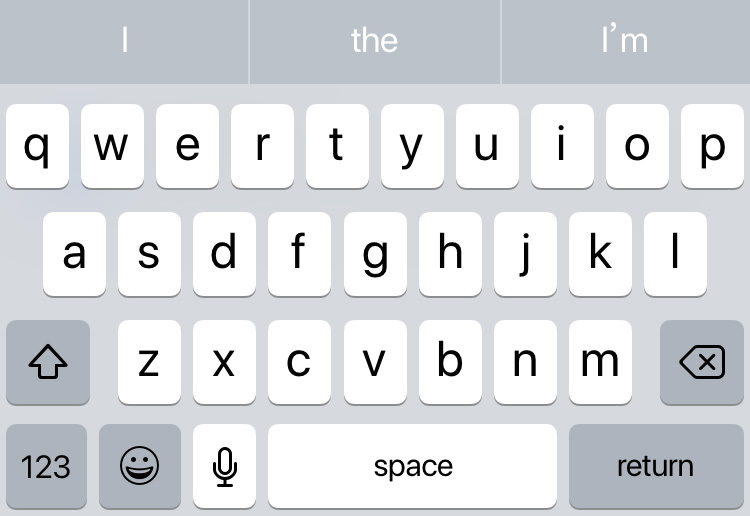 I the I'm
q w e r t y u i o p
a s d f g h j k l
z x c v b n m
123 space return